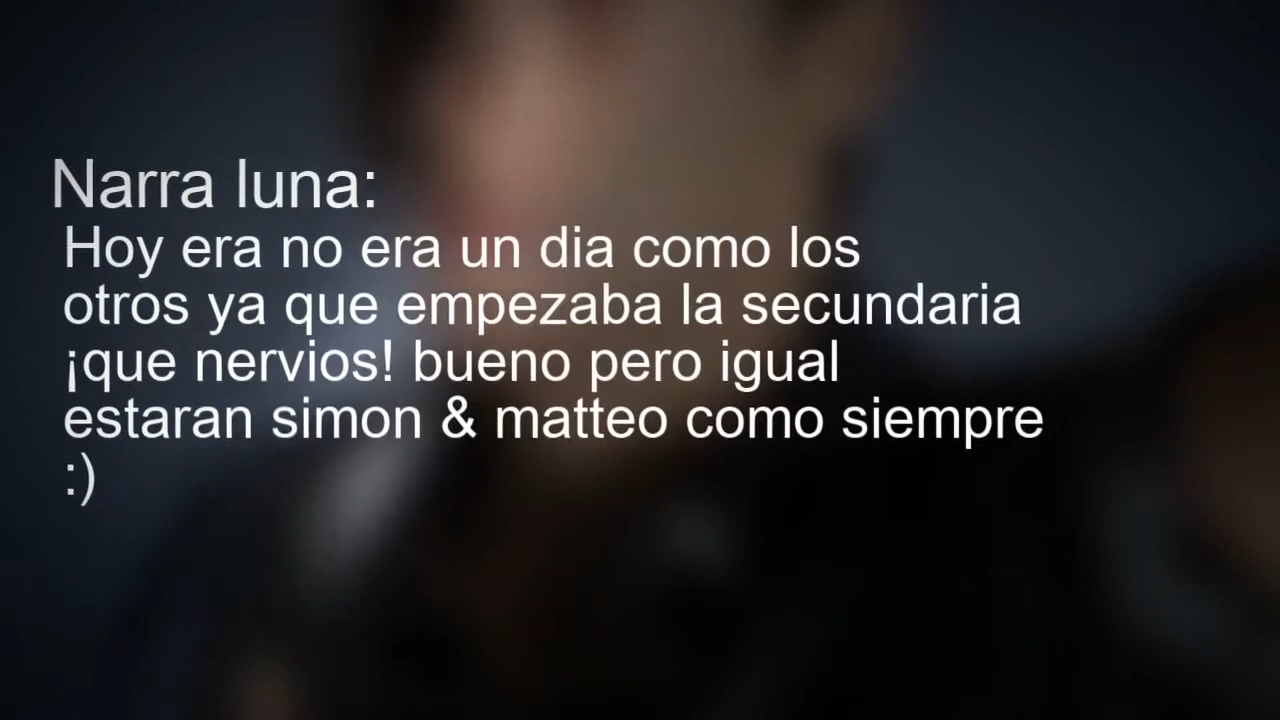 Narra luna:
Hoy era no era un dia como los
otros ya que empezaba la secundaria
¡que nervios! bueno pero igual
estaran simon & matteo como siempre
:)